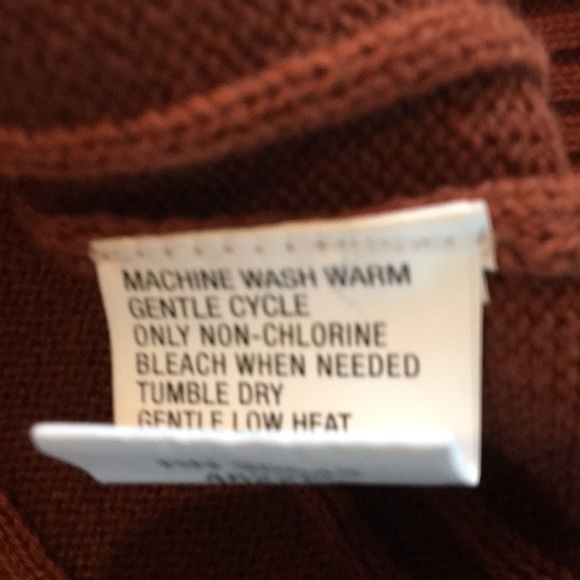 MACHINE WASH WARM
GENTLE CYCLE
ONLY NON-CHLORINE
BLEACH WHEN NEEDED
TUMBLE DRY
GENTLE LOW HEAT